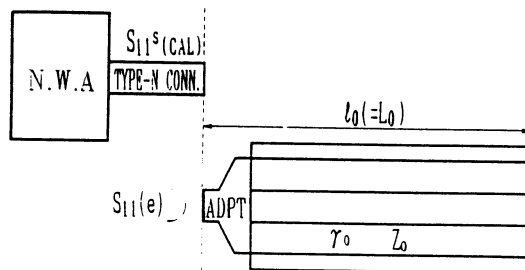 S₁₁ˢ(CAL)
N.W.A
TYPE-N CONN.
ℓ₀(=L₀)
S₁₁(e)
ADPT
γ₀ Z₀